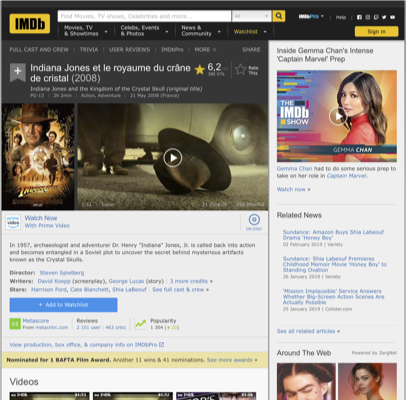 IMDb
Find Movies, TV shows, Celebrities and more...
All
IMDbPro
Help
Movies, TV
& Showtimes
Celebs, Events
& Photos
News &
Community
Watchlist
Sign in
FULL CAST AND CREW
TRIVIA
USER REVIEWS
IMDbPro
MORE
SHARE
Indiana Jones et le royaume du crâne
de cristal (2008)
6,2
Rate
This
Indiana Jones and the Kingdom of the Crystal Skull (original title)
PG-13 | 2h 2min | Action, Adventure | 21 May 2008 (France)
Watch Now
With Prime Video
ON DISC
In 1957, archaeologist and adventurer Dr. Henry "Indiana" Jones, Jr. is called back into action
and becomes entangled in a Soviet plot to uncover the secret behind mysterious artifacts
known as the Crystal Skulls.
Director: Steven Spielberg
Writers: David Koepp (screenplay), George Lucas (story) | 3 more credits »
Stars: Harrison Ford, Cate Blanchett, Shia LaBeouf | See full cast & crew »
+ Add to Watchlist
Metascore
From metacritic.com
Reviews
2 101 user | 463 critic
Popularity
View production, box office, & company info on IMDbPro
Nominated for 1 BAFTA Film Award. Another 11 wins & 41 nominations. See more awards »
Videos
Inside Gemma Chan's Intense
'Captain Marvel' Prep
THE
IMDb
SHOW
GEMMA CHAN
Gemma Chan had to do some serious prep to
take on her role in Captain Marvel.
Watch now »
Related News
Sundance: Amazon Buys Shia Labeouf
Drama 'Honey Boy'
02 February 2019 | Variety
Sundance: Shia Labeouf Premieres
Childhood Memoir Movie 'Honey Boy' to
Standing Ovation
26 January 2019 | Variety
'Mission Implausible' Service Answers
Whether Big-Screen Action Scenes Are
Actually Possible
25 January 2019 | Collider.com
See all related articles »
Around The Web
Powered by ZergNet